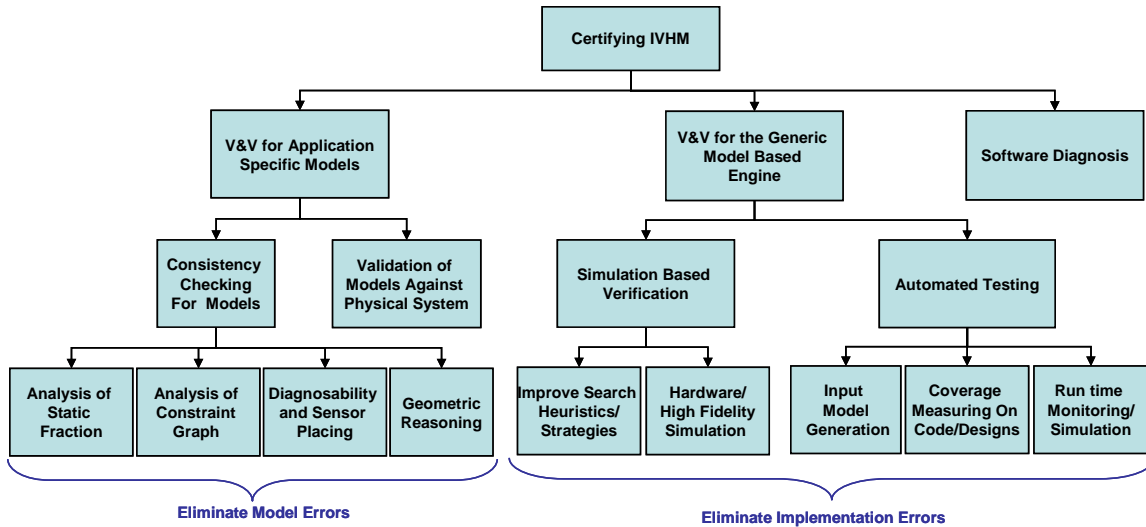 Certifying IVHM
V&V for Application
Specific Models
V&V for the Generic
Model Based
Engine
Software Diagnosis
Consistency
Checking
For Models
Validation of
Models Against
Physical System
Simulation Based
Verification
Automated Testing
Analysis of
Static
Fraction
Analysis of
Constraint
Graph
Diagnosability
and Sensor
Placing
Geometric
Reasoning
Improve Search
Heuristics/
Strategies
Hardware/
High Fidelity
Simulation
Input
Model
Generation
Coverage
Measuring On
Code/Designs
Run time
Monitoring/
Simulation
Eliminate Model Errors
Eliminate Implementation Errors